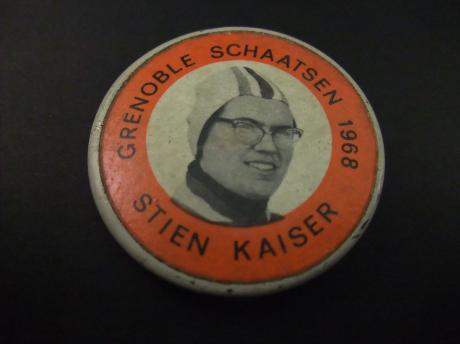 GRENOBLE SCHAATSEN 1968
STIEN KAISER